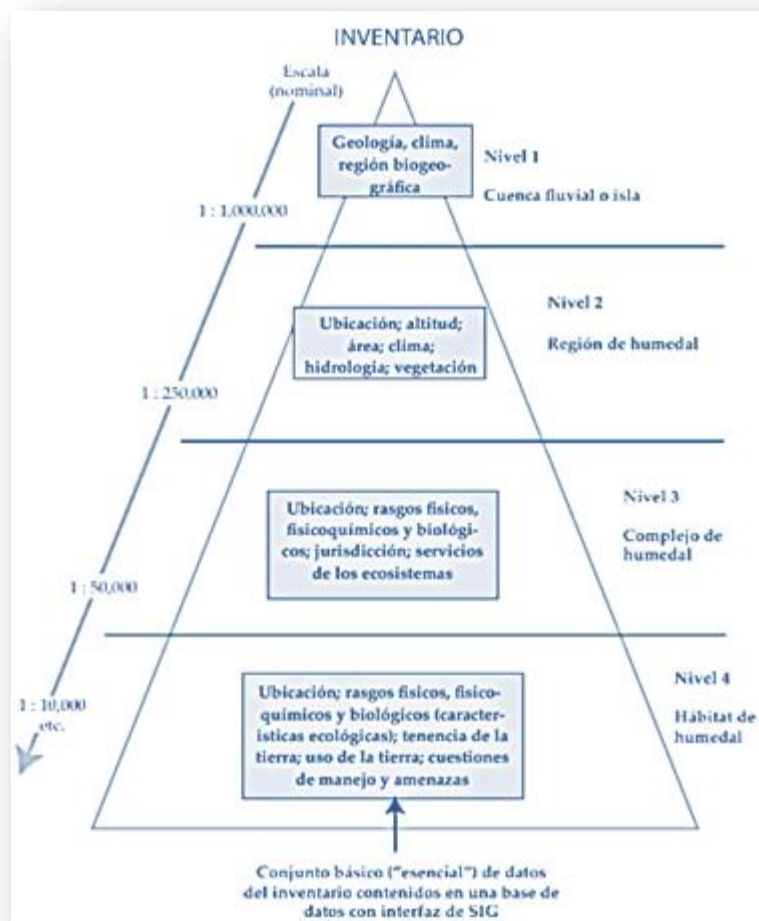 INVENTARIO
Escala
(nominal)
Geología, clima,
región biogeo-
gráfica
Nivel 1
Cuenca fluvial o isla
1 : 1,000,000
Nivel 2
Región de humedal
Ubicación; altitud;
área; clima;
hidrología; vegetación
1 : 250,000
Nivel 3
Complejo de
humedal
Ubicación; rasgos físicos,
fisicoquímicos y biológi-
cos; jurisdicción; servicios
de los ecosistemas
1 : 50,000
Nivel 4
Hábitat de
humedal
Ubicación; rasgos físicos, físico-
químicos y biológicos (caracter-
ísticas ecológicas); tenencia de la
tierra; uso de la tierra; cuestiones
de manejo y amenazas
1 : 10,000
etc.
Conjunto básico ("esencial") de datos
del inventario contenidos en una base de
datos con interfaz de SIG